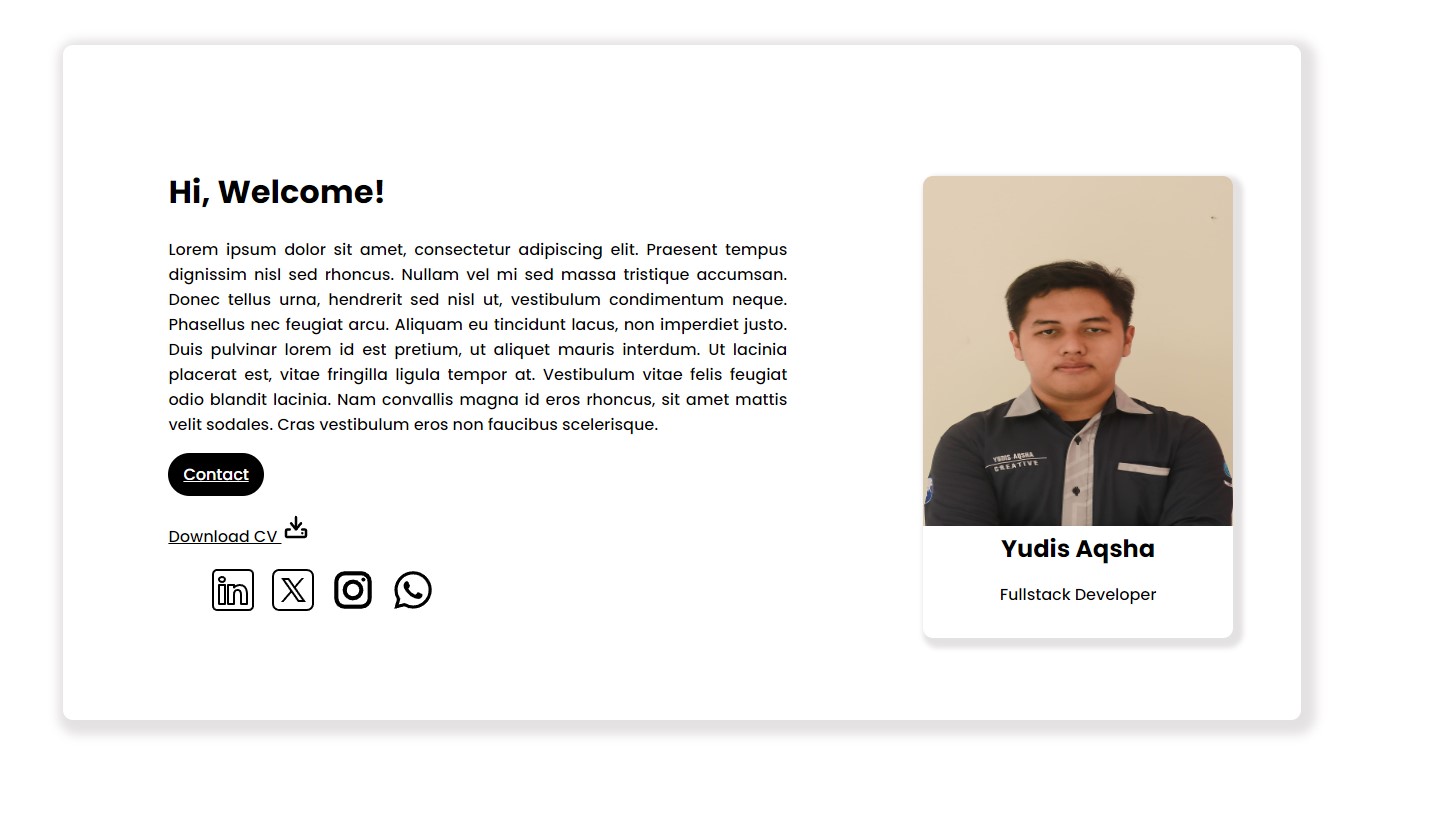 Hi, Welcome!
Lorem ipsum dolor sit amet, consectetur adipiscing elit. Praesent tempus
dignissim nisl sed rhoncus. Nullam vel mi sed massa tristique accumsan.
Donec tellus urna, hendrerit sed nisl ut, vestibulum condimentum neque.
Phasellus nec feugiat arcu. Aliquam eu tincidunt lacus, non imperdiet justo.
Duis pulvinar lorem id est pretium, ut aliquet mauris interdum. Ut lacinia
placerat est, vitae fringilla ligula tempor at. Vestibulum vitae felis feugiat
odio blandit lacinia. Nam convallis magna id eros rhoncus, sit amet mattis
velit sodales. Cras vestibulum eros non faucibus scelerisque.
Contact
Download CV
in X
YUDIS AQSHA
CREATIVE
Yudis Aqsha
Fullstack Developer